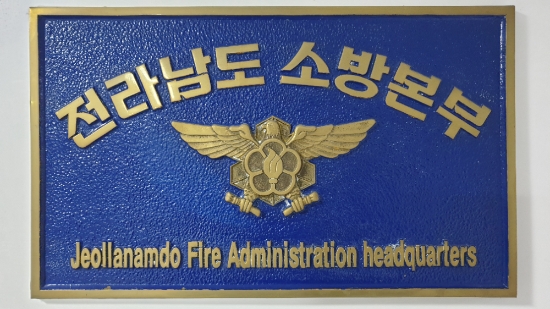 전라남도 소방본부
Jeollanamdo Fire Administration headquarters